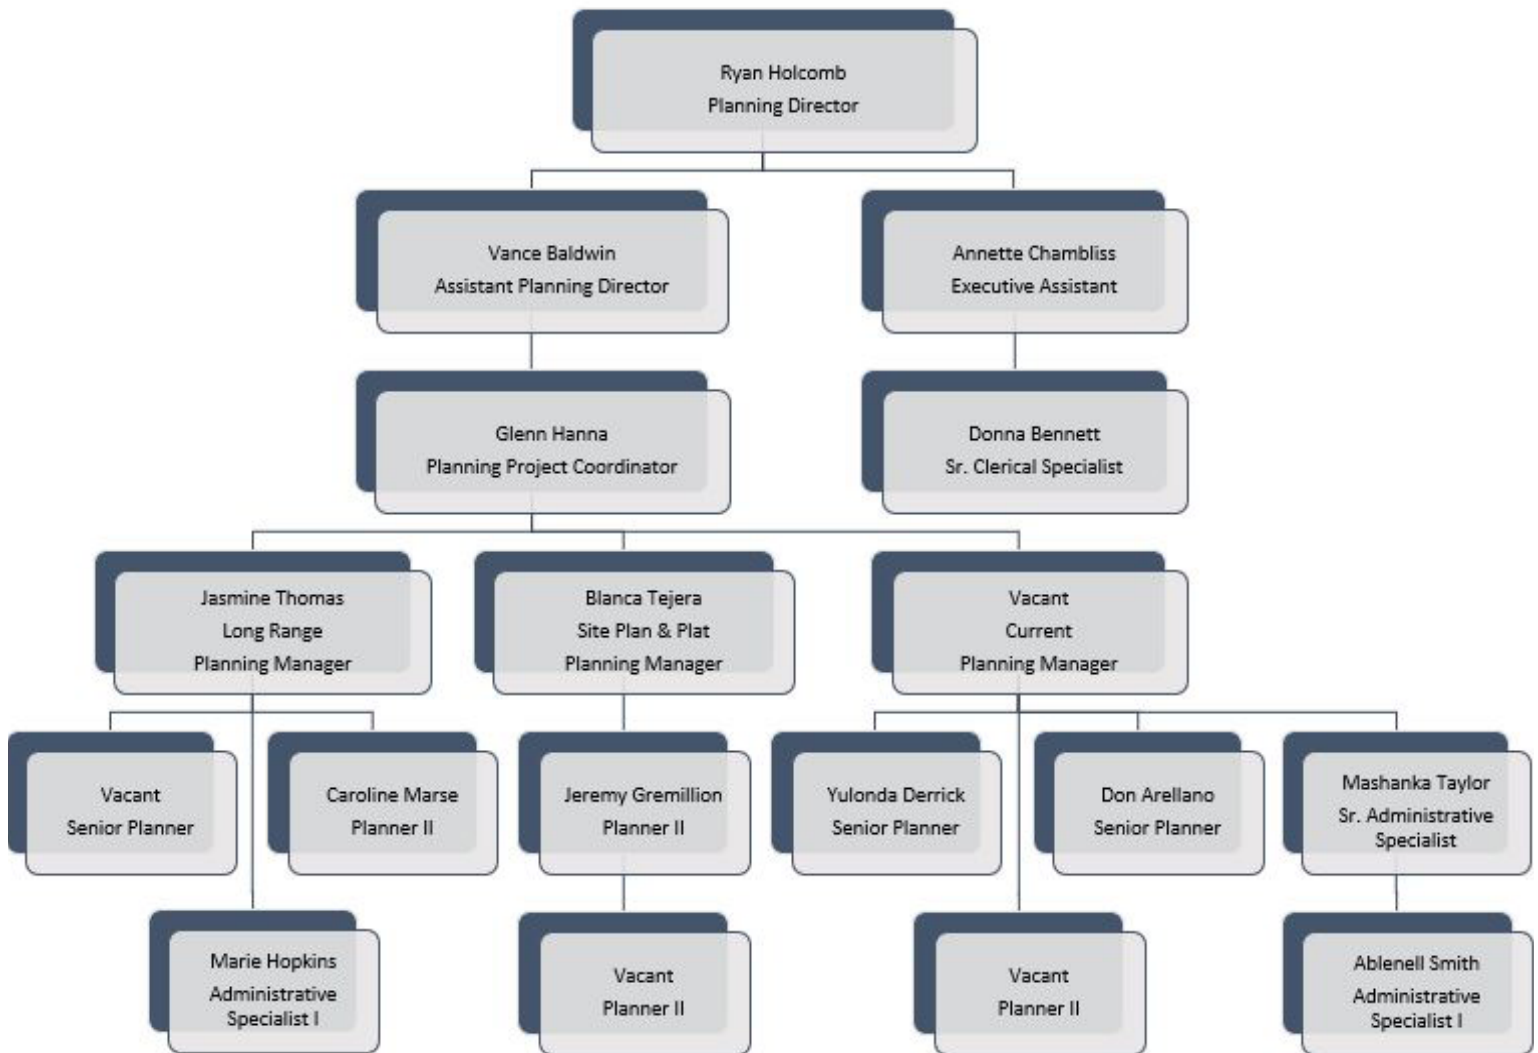 Ryan Holcomb
Planning Director
Vance Baldwin
Assistant Planning Director
Annette Chambliss
Executive Assistant
Glenn Hanna
Planning Project Coordinator
Donna Bennett
Sr. Clerical Specialist
Jasmine Thomas
Long Range
Planning Manager
Blanca Tejera
Site Plan & Plat
Planning Manager
Vacant
Current
Planning Manager
Vacant
Senior Planner
Caroline Marse
Planner II
Jeremy Gremillion
Planner II
Yulonda Derrick
Senior Planner
Don Arellano
Senior Planner
Mashanka Taylor
Sr. Administrative
Specialist
Marie Hopkins
Administrative
Specialist I
Vacant
Planner II
Vacant
Planner II
Ablenell Smith
Administrative
Specialist I